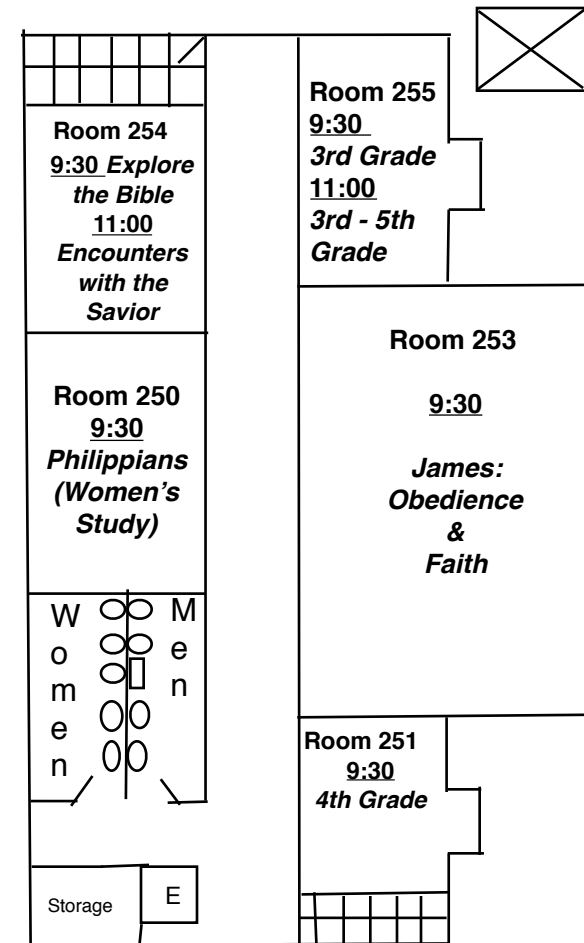 Room 254
9:30 Explore
the Bible
11:00
Encounters
with the
Savior
Room 255
9:30
3rd Grade
11:00
3rd - 5th
Grade
Room 250
9:30
Philippians
(Women's
Study)
Room 253
9:30
James:
Obedience
&
Faith
Women
Men
Room 251
9:30
4th Grade
Storage
E